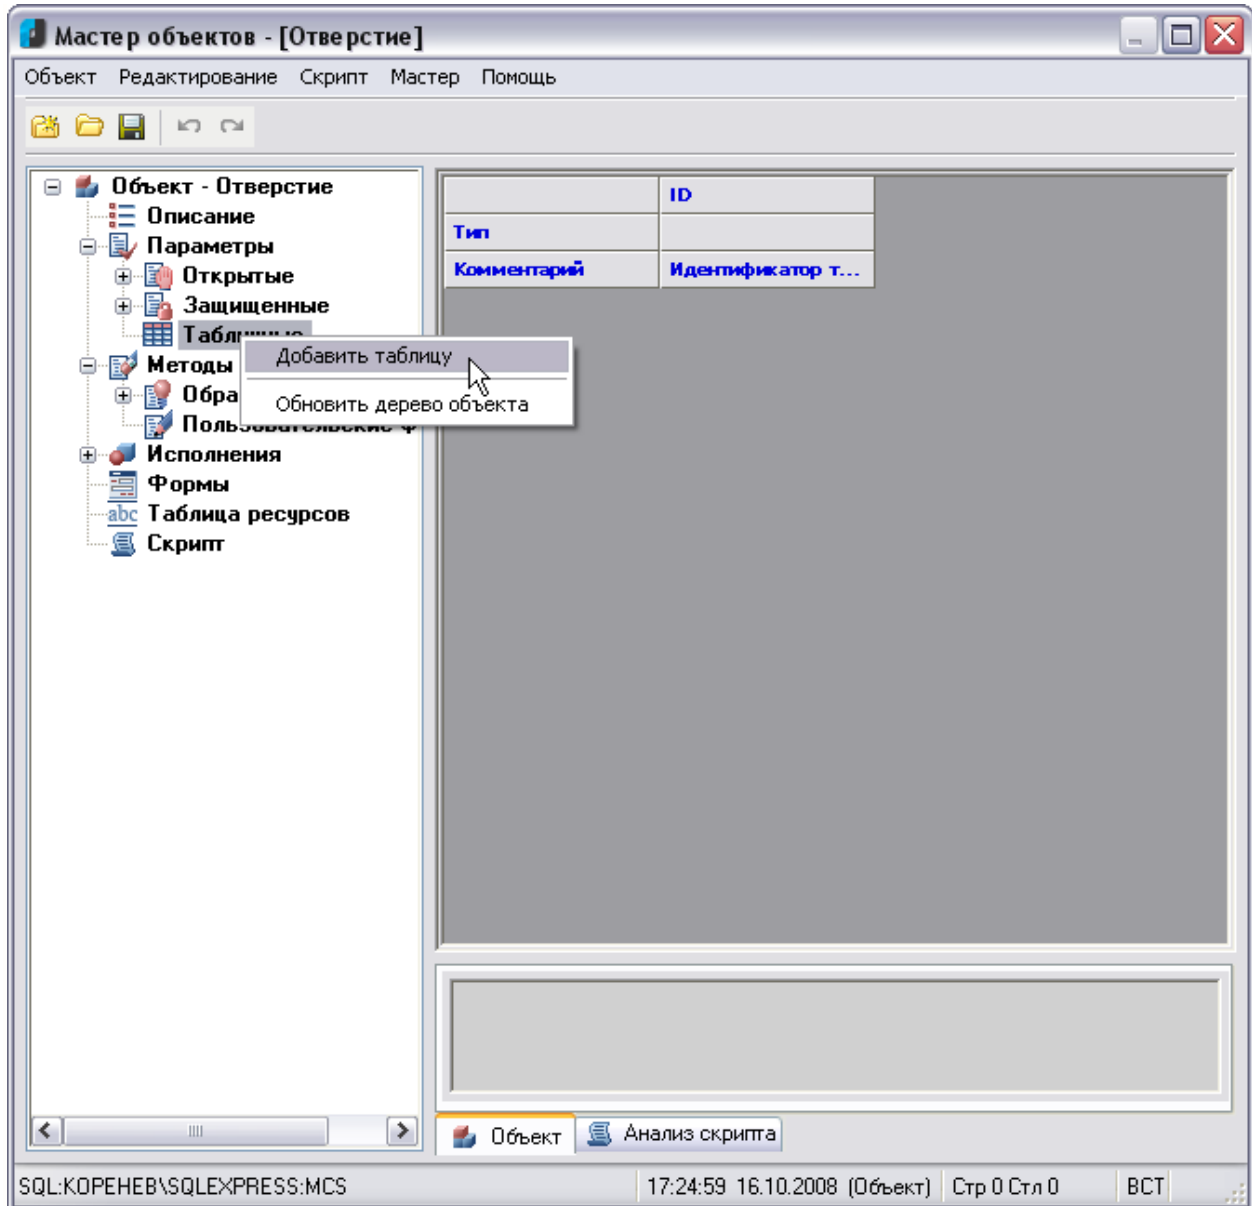 Мастер объектов - [Отверстие]
Объект Редактирование Скрипт Мастер Помощь
Объект - Отверстие
Описание
Параметры
Открытые
Защищенные
Добавить таблицу
Обновить дерево объекта
Методы
Исполнения
Формы
abc Таблица ресурсов
Скрипт
ID
Тип
Комментарий Идентификатор т...
Объект Анализ скрипта
SQL:КОРЕНЕВ\SQLEXPRESS:MCS 17:24:59 16.10.2008 (Объект) Стр 0 Стл 0 ВСТ